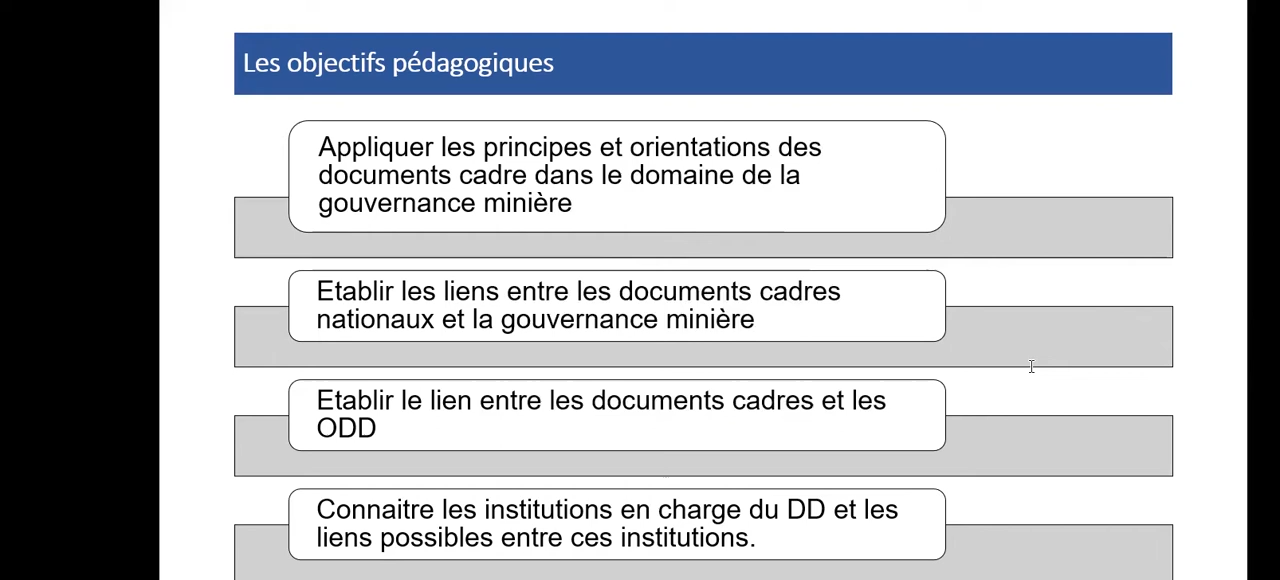 Les objectifs pédagogiques
Appliquer les principes et orientations des
documents cadre dans le domaine de la
gouvernance minière
Etablir les liens entre les documents cadres
nationaux et la gouvernance minière
Etablir le lien entre les documents cadres et les
ODD
Connaitre les institutions en charge du DD et les
liens possibles entre ces institutions.